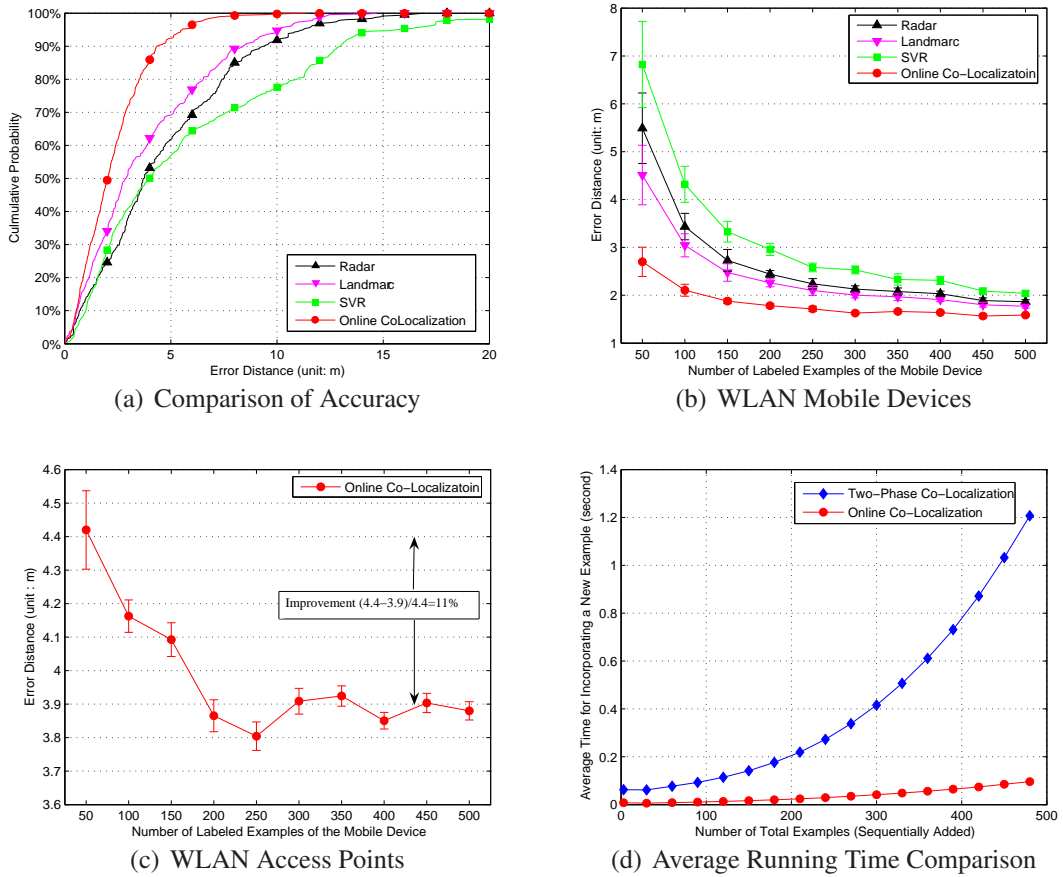 100%
90%
80%
70%
60%
50%
40%
30%
20%
10%
0%
Culmulative Probability
0
5
10
15
20
Error Distance (unit: m)
Radar
Landmarc
SVR
Online CoLocalization
(a) Comparison of Accuracy
8
7
6
5
4
3
2
1
Error Distance (unit: m)
50
100
150
200
250
300
350
400
450
500
Number of Labeled Examples of the Mobile Device
Radar
Landmarc
SVR
Online Co-Localizatoin
(b) WLAN Mobile Devices
4.6
4.5
4.4
4.3
4.2
4.1
4
3.9
3.8
3.7
3.6
Error Distance (unit : m)
50
100
150
200
250
300
350
400
450
500
Number of Labeled Examples of the Mobile Device
Online Co-Localizatoin
Improvement (4.4-3.9)/4.4=11%
(c) WLAN Access Points
1.4
1.2
1
0.8
0.6
0.4
0.2
0
Average Time for Incorporating a New Example (second)
0
100
200
300
400
500
Number of Total Examples (Sequentially Added)
Two-Phase Co-Localization
Online Co-Localization
(d) Average Running Time Comparison